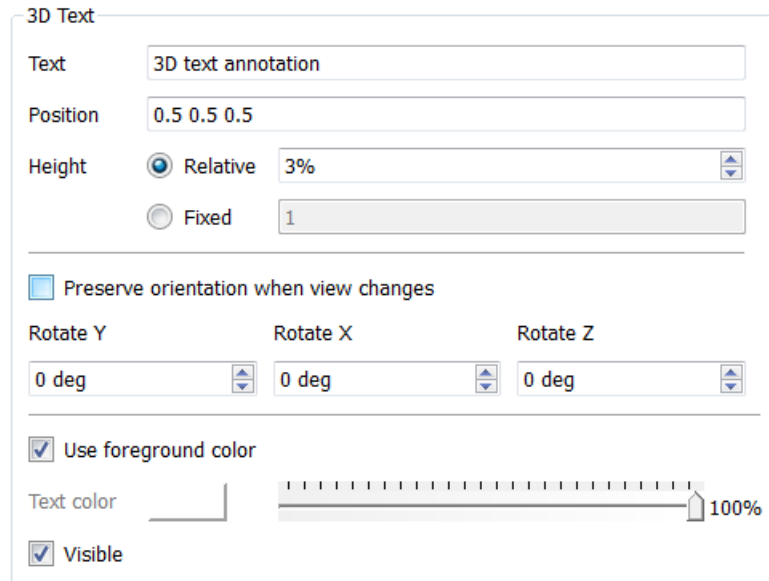 3D Text
Text 3D text annotation
Position 0.5 0.5 0.5
Height Relative 3%
Fixed 1
Preserve orientation when view changes
Rotate Y Rotate X Rotate Z
0 deg 0 deg 0 deg
Use foreground color
Text color 100%
Visible